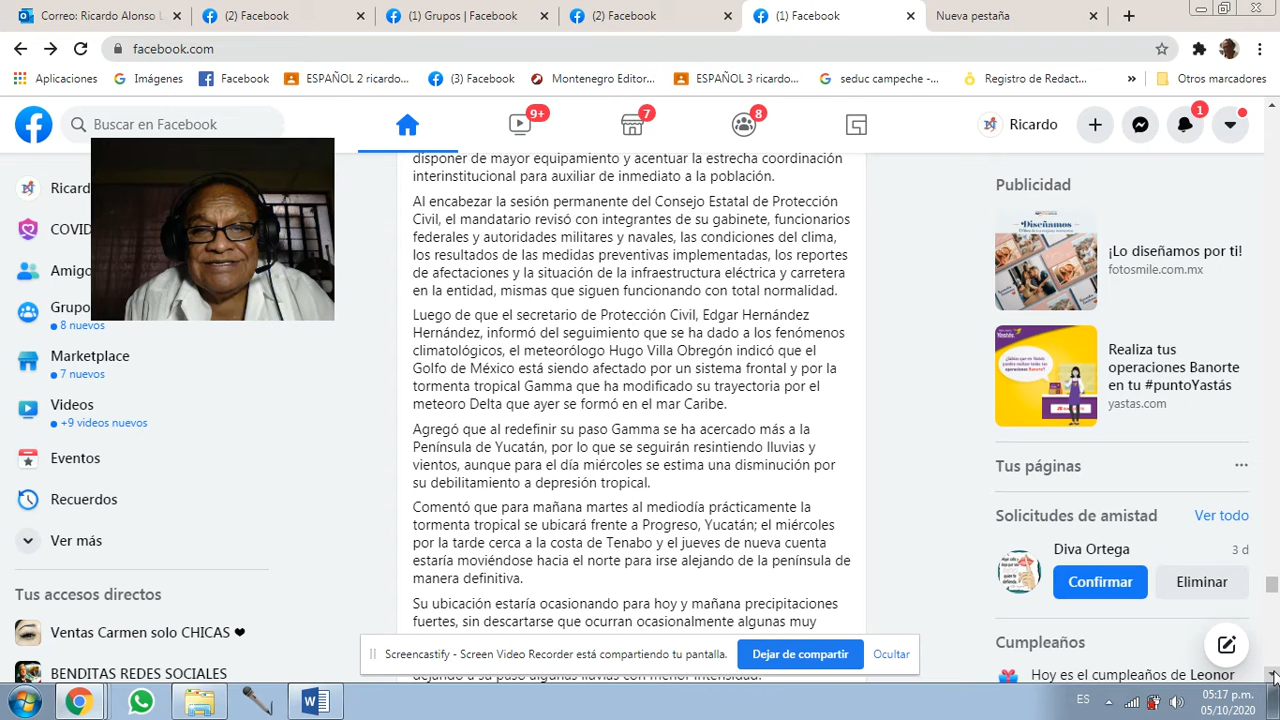 Correo: Ricardo Alonso L
(2) Facebook
(1) Grupos | Facebook
(2) Facebook
(1) Facebook
Nueva pestaña
facebook.com
Aplicaciones
Imágenes
Facebook
ESPAÑOL 2 ricardo...
(3) Facebook
Montenegro Editor...
ESPAÑOL 3 ricardo...
seduc campeche -...
Registro de Redact...
»
Otros marcadores
Buscar en Facebook
9+
7
8
Ricardo
1
Ricard
COVID
Amigo
Grupo
8 nuevos
Marketplace
7 nuevos
Videos
+9 videos nuevos
Eventos
Recuerdos
Ver más
Tus accesos directos
Ventas Carmen solo CHICAS ❤
BENDITAS REDES SOCIALES
disponer de mayor equipamiento y acentuar la estrecha coordinación
interinstitucional para auxiliar de inmediato a la población.
Al encabezar la sesión permanente del Consejo Estatal de Protección
Civil, el mandatario revisó con integrantes de su gabinete, funcionarios
federales y autoridades militares y navales, las condiciones del clima,
los resultados de las medidas preventivas implementadas, los reportes
de afectaciones y la situación de la infraestructura eléctrica y carretera
en la entidad, mismas que siguen funcionando con total normalidad.
Luego de que el secretario de Protección Civil, Edgar Hernández
Hernández, informó del seguimiento que se ha dado a los fenómenos
climatológicos, el meteorólogo Hugo Villa Obregón indicó que el
Golfo de México está siendo afectado por un sistema frontal y por la
tormenta tropical Gamma que ha modificado su trayectoria por el
meteoro Delta que ayer se formó en el mar Caribe.
Agregó que al redefinir su paso Gamma se ha acercado más a la
Península de Yucatán, por lo que se seguirán resintiendo lluvias y
vientos, aunque para el día miércoles se estima una disminución por
su debilitamiento a depresión tropical.
Comentó que para mañana martes al mediodía prácticamente la
tormenta tropical se ubicará frente a Progreso, Yucatán; el miércoles
por la tarde cerca a la costa de Tenabo y el jueves de nueva cuenta
estaría moviéndose hacia el norte para irse alejando de la península de
manera definitiva.
Su ubicación estaría ocasionando para hoy y mañana precipitaciones
fuertes, sin descartarse que ocurran ocasionalmente algunas muy
dejando a su paso algunas lluvias con menor intensidad.
Screencastify - Screen Video Recorder está compartiendo tu pantalla.
Dejar de compartir
Ocultar
Publicidad
¡Lo diseñamos por ti!
fotosmile.com.mx
Diseñamos
Realiza tus
operaciones Banorte
en tu #puntoYastás
yastas.com
Tus páginas
Solicitudes de amistad
Ver todo
Diva Ortega
3 d
Confirmar
Eliminar
Cumpleaños
Hoy es el cumpleaños de Leonor
ES
05:17 p.m.
05/10/2020